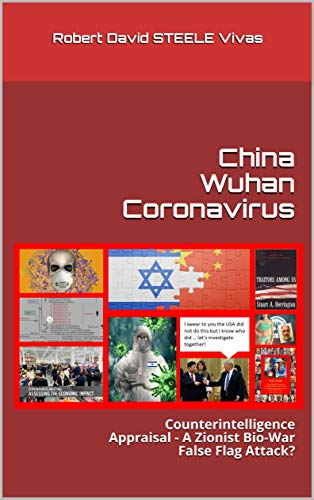 Robert David STEELE Vivas
China
Wuhan
Coronavirus
TRAITORS
AMONG US
Stuart A. Herrington
I swear to you the USA did
not do this but I know who
did ... let's investigate
together!
CORONAVIRUS BRIEFING
ASSESSING THE ECONOMIC IMPACT
Counterintelligence
Appraisal - A Zionist Bio-War
False Flag Attack?